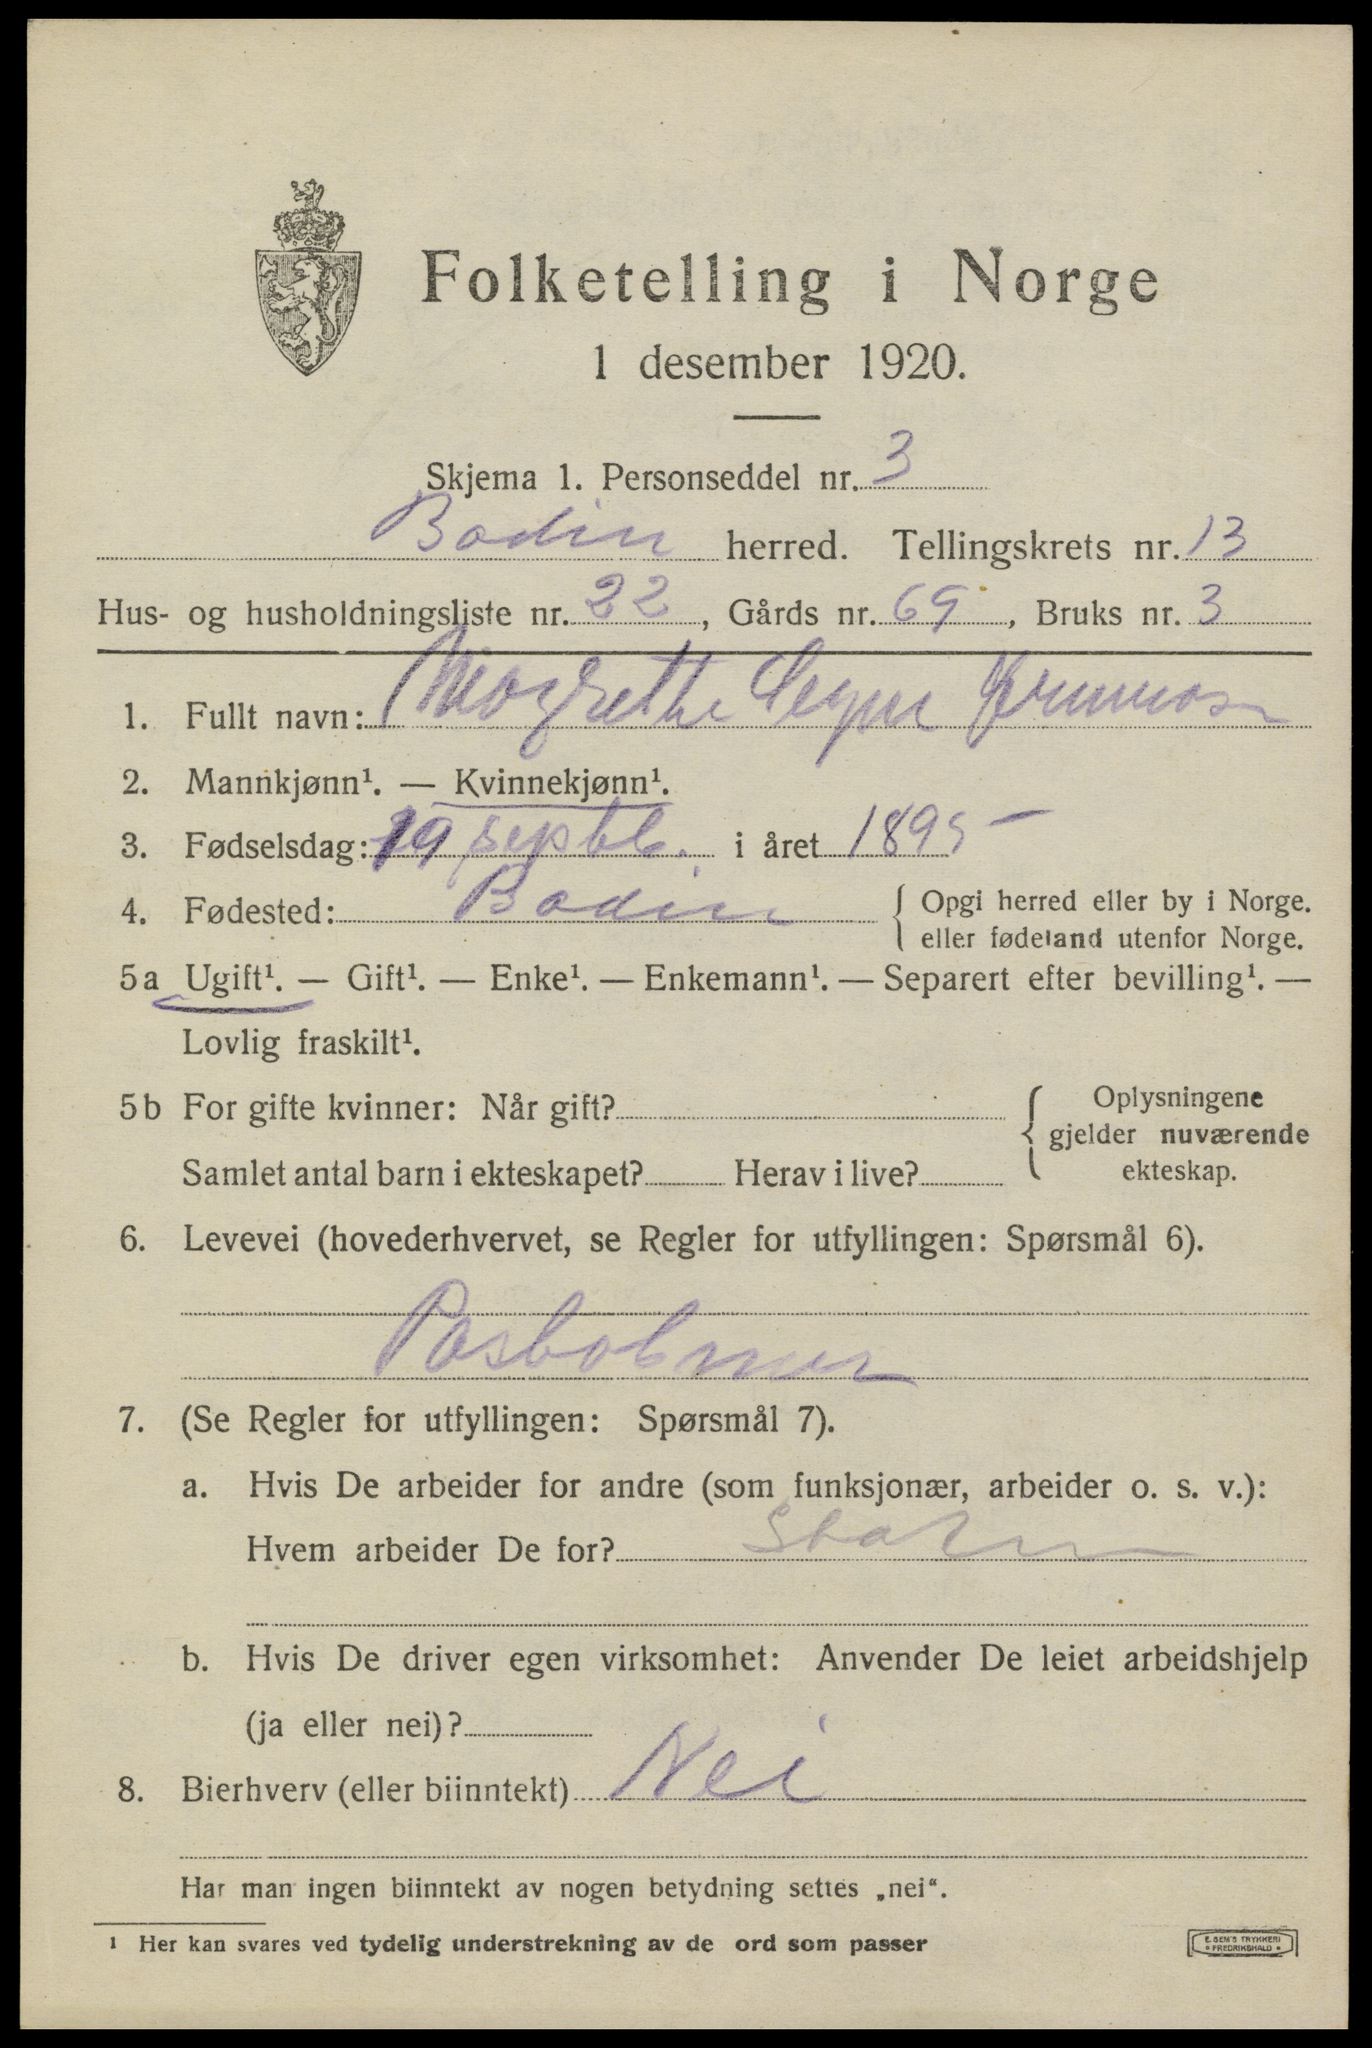 Folketelling i Norge
1 desember 1920.
Skjema 1. Personseddel nr. 3
Bodin herred. Tellingskrets nr. 13
Hus- og husholdningsliste nr. 22, Gårds nr. 69, Bruks nr. 3
1. Fullt navn: Margrethe
2. Mannkjønn¹. — Kvinnekjønn¹.
3. Fødselsdag: 19 septb. i året 1895
4. Fødested: Bodin { Opgi herred eller by i Norge.
eller fødeland utenfor Norge.
5a Ugift¹. — Gift¹. — Enke¹. — Enkemann¹. — Separert efter bevilling¹. —
Lovlig fraskilt¹.
5b For gifte kvinner: Når gift? { Oplysningene
gjelder nuværende
Samlet antal barn i ekteskapet? Herav i live? ekteskap.
6. Levevei (hovederhvervet, se Regler for utfyllingen: Spørsmål 6).
7. (Se Regler for utfyllingen: Spørsmål 7).
a. Hvis De arbeider for andre (som funksjonær, arbeider o. s. v.):
Hvem arbeider De for? Staten
b. Hvis De driver egen virksomhet: Anvender De leiet arbeidshjelp
(ja eller nei)?
8. Bierhverv (eller biinntekt) Nei
Har man ingen biinntekt av nogen betydning settes „nei“.
¹ Her kan svares ved tydelig understrekning av de ord som passer
E. SEM'S TRYKKERI
FREDRIKSHALD